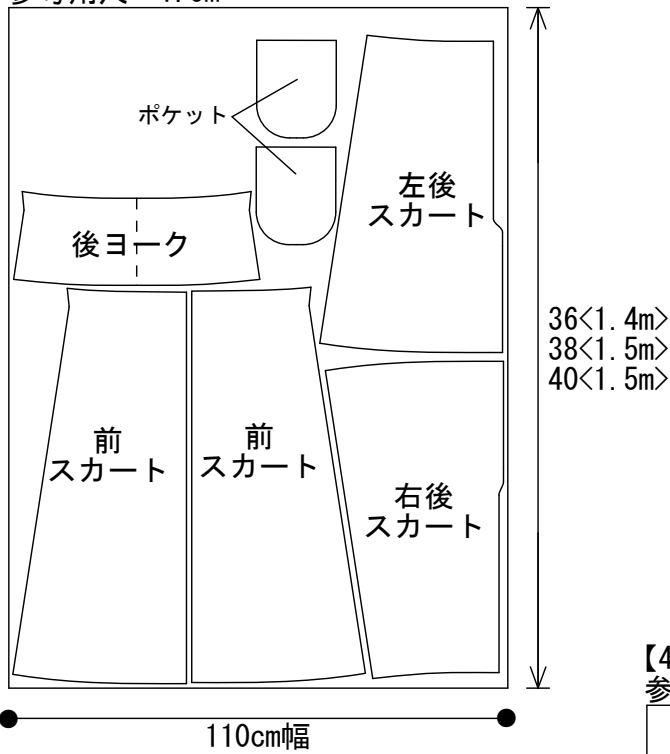 ポケット
左後
スカート
後ヨーク
36<1.4m>
38<1.5m>
40<1.5m>
前
スカート
前
スカート
右後
スカート
110cm幅
【4
参